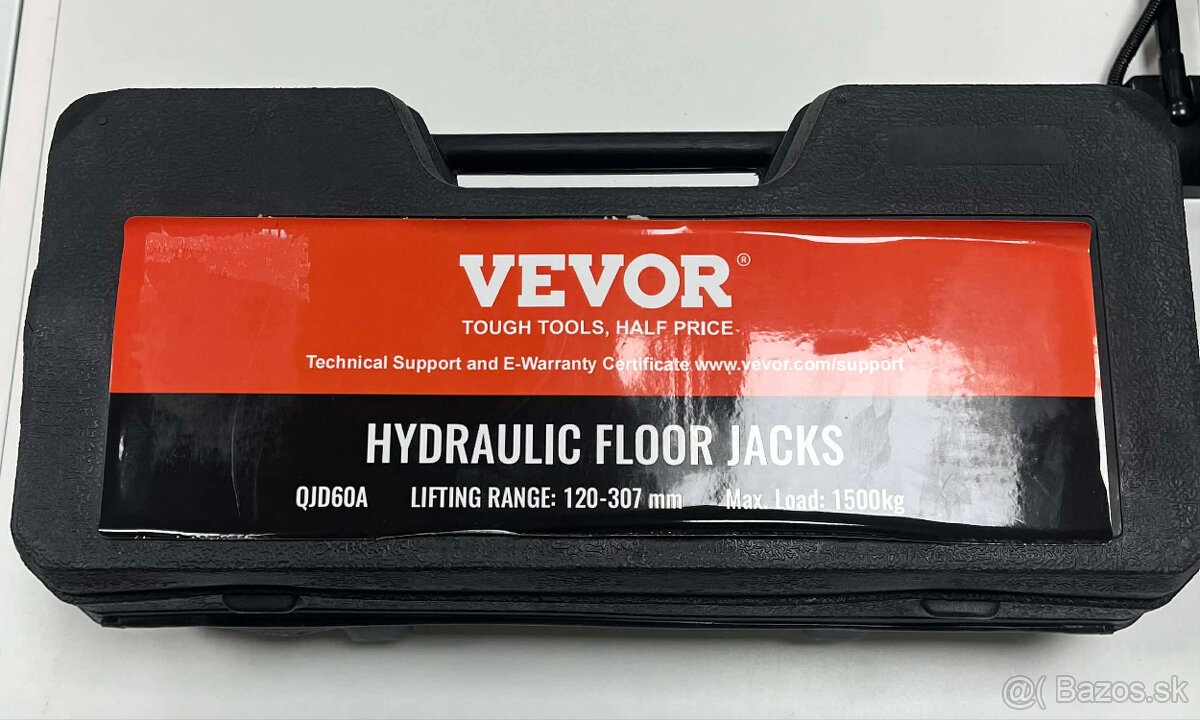 VEVOR®
TOUGH TOOLS, HALF PRICE
Technical Support and E-Warranty Certificate www.vevor.com/support
HYDRAULIC FLOOR JACKS
QJD60A LIFTING RANGE: 120-307 mm Max. Load: 1500kg
@( Bazos.sk